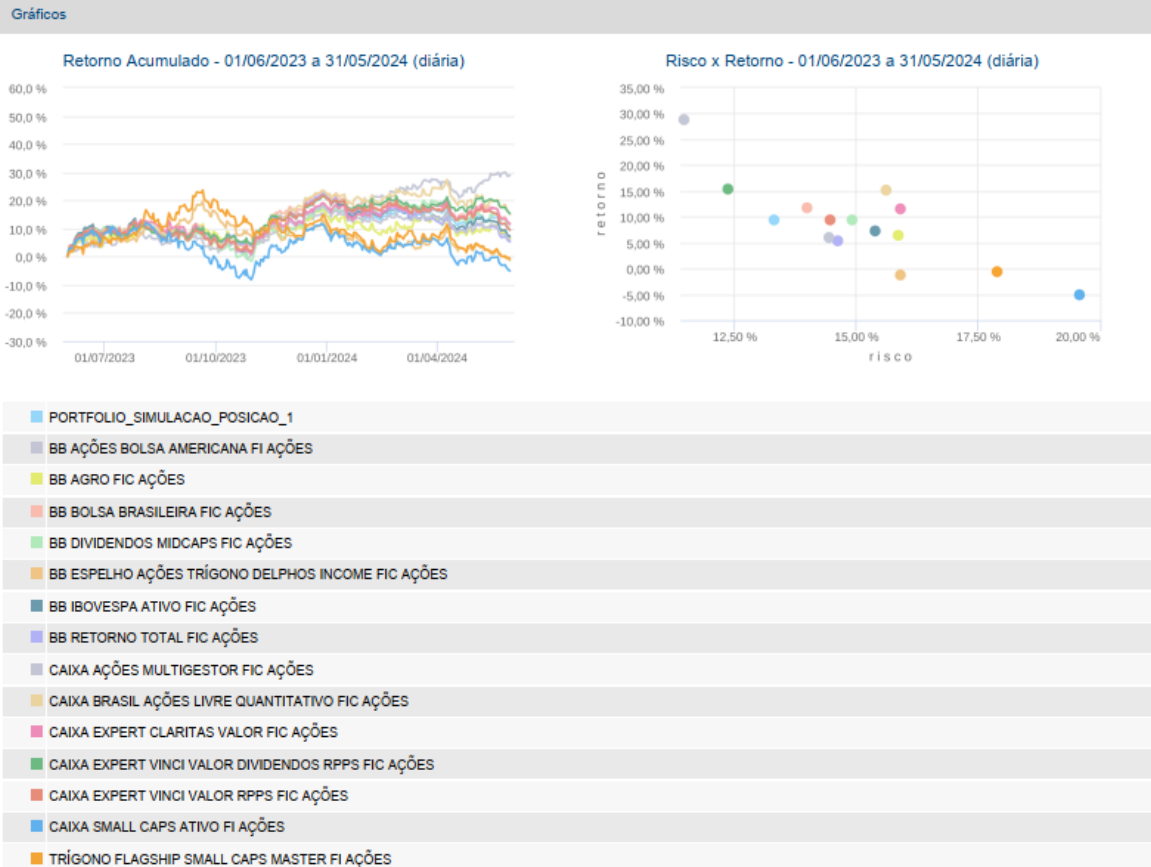 Gráficos
Retorno Acumulado - 01/06/2023 a 31/05/2024 (diária)
60,0 %
50,0 %
40,0 %
30,0 %
20,0 %
10,0 %
0,0 %
-10,0 %
-20,0 %
-30,0 %
01/07/2023
01/10/2023
01/01/2024
01/04/2024
Risco x Retorno - 01/06/2023 a 31/05/2024 (diária)
retorno
35,00 %
30,00 %
25,00 %
20,00 %
15,00 %
10,00 %
5,00 %
0,00 %
-5,00 %
-10,00 %
12,50 %
15,00 %
17,50 %
20,00 %
risco
PORTFOLIO_SIMULACAO_POSICAO_1
BB AÇÕES BOLSA AMERICANA FI AÇÕES
BB AGRO FIC AÇÕES
BB BOLSA BRASILEIRA FIC AÇÕES
BB DIVIDENDOS MIDCAPS FIC AÇÕES
BB ESPELHO AÇÕES TRÍGONO DELPHOS INCOME FIC AÇÕES
BB IBOVESPA ATIVO FIC AÇÕES
BB RETORNO TOTAL FIC AÇÕES
CAIXA AÇÕES MULTIGESTOR FIC AÇÕES
CAIXA BRASIL AÇÕES LIVRE QUANTITATIVO FIC AÇÕES
CAIXA EXPERT CLARITAS VALOR FIC AÇÕES
CAIXA EXPERT VINCI VALOR DIVIDENDOS RPPS FIC AÇÕES
CAIXA EXPERT VINCI VALOR RPPS FIC AÇÕES
CAIXA SMALL CAPS ATIVO FI AÇÕES
TRÍGONO FLAGSHIP SMALL CAPS MASTER FI AÇÕES